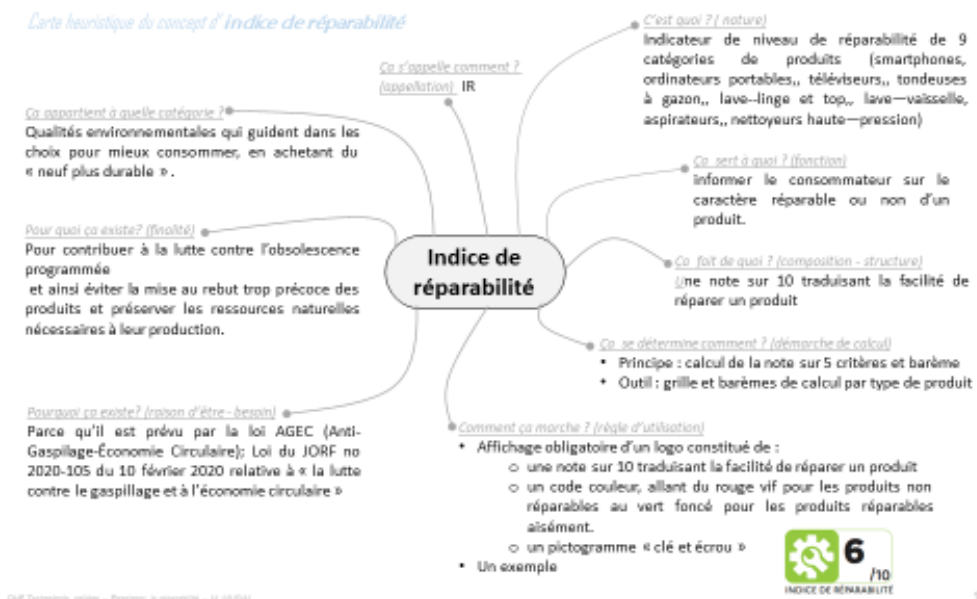 Carte heuristique du concept d' indice de réparabilité
C'est quoi ? ( nature)
Indicateur de niveau de réparabilité de 9
catégories de produits (smartphones,
ordinateurs portables,, téléviseurs,, tondeuses
à gazon,, lave--linge et top,, lave—vaisselle,
aspirateurs,, nettoyeurs haute—pression)
Ca s'appelle comment ?
(appellation) IR
Ca appartient à quelle catégorie ?
Qualités environnementales qui guident dans les
choix pour mieux consommer, en achetant du
« neuf plus durable » .
Ca sert à quoi ? (fonction)
informer le consommateur sur le
caractère réparable ou non d'un
produit.
Pour quoi ça existe? (finalité)
Pour contribuer à la lutte contre l'obsolescence
programmée
et ainsi éviter la mise au rebut trop précoce des
produits et préserver les ressources naturelles
nécessaires à leur production.
Indice de
réparabilité
Ca fait de quoi ? (composition - structure)
Une note sur 10 traduisant la facilité de
réparer un produit
Ca se détermine comment ? (démarche de calcul)
• Principe : calcul de la note sur 5 critères et barème
• Outil : grille et barèmes de calcul par type de produit
Pourquoi ça existe? (raison d'être - besoin)
Parce qu'il est prévu par la loi AGEC (Anti-
Gaspilage-Économie Circulaire); Loi du JORF no
2020-105 du 10 février 2020 relative à « la lutte
contre le gaspillage et à l'économie circulaire »
Comment ça marche ? (règle d'utilisation)
• Affichage obligatoire d'un logo constitué de :
o une note sur 10 traduisant la facilité de réparer un produit
o un code couleur, allant du rouge vif pour les produits non
réparables au vert foncé pour les produits réparables
aisément.
o un pictogramme « clé et écrou »
• Un exemple
6
/10
INDICE DE RÉPARABILITÉ